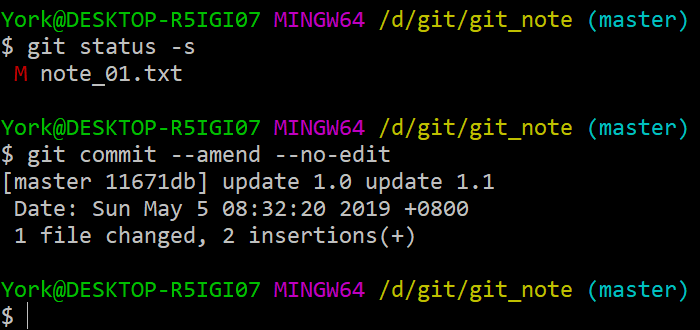 York@DESKTOP-R5IGI07 MINGW64 /d/git/git_note (master)
$ git status -s
 M note_01.txt
York@DESKTOP-R5IGI07 MINGW64 /d/git/git_note (master)
$ git commit --amend --no-edit
[master 11671db] update 1.0 update 1.1
 Date: Sun May 5 08:32:20 2019 +0800
 1 file changed, 2 insertions(+)
York@DESKTOP-R5IGI07 MINGW64 /d/git/git_note (master)
$